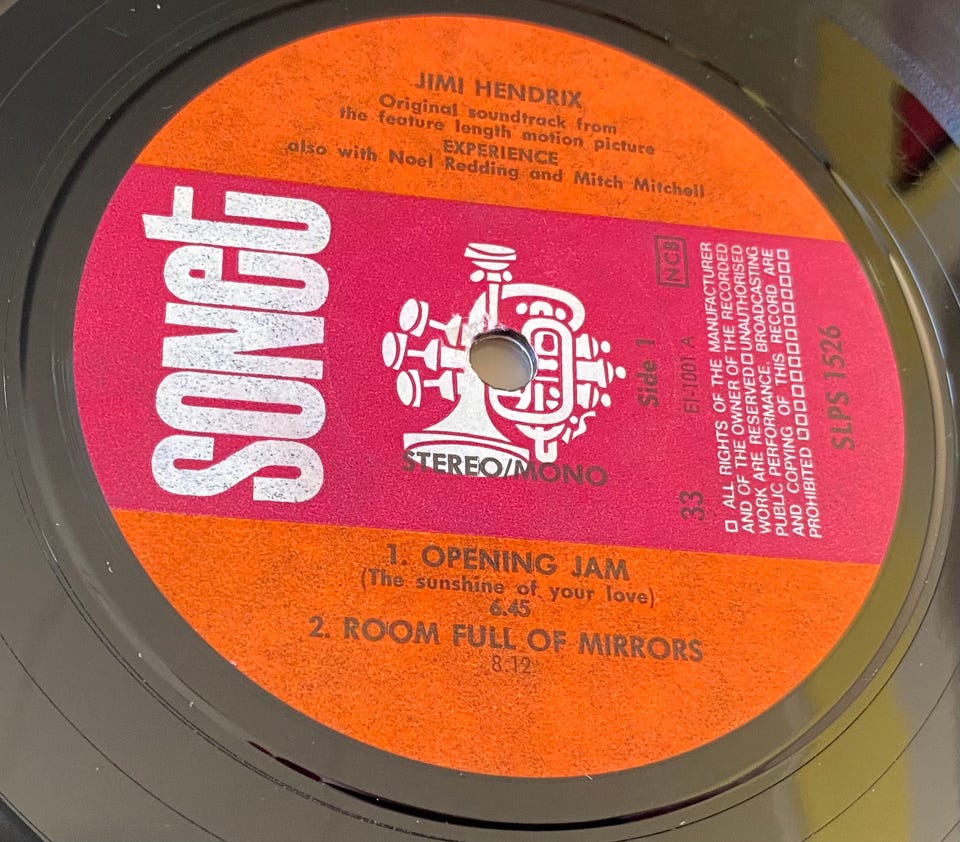 JIMI HENDRIX
Original soundtrack from
the feature length motion picture
EXPERIENCE
also with Noel Redding and Mitch Mitchell
SONET
NCB
Side 1
EI-1001 A
STEREO/MONO
33
ALL RIGHTS OF THE MANUFACTURER
AND OF THE OWNER OF THE RECORDED
WORK ARE RESERVED UNAUTHORISED
PUBLIC PERFORMANCE, BROADCASTING
AND COPYING OF THIS RECORD ARE
PROHIBITED
SLPS 1526
1. OPENING JAM
(The sunshine of your love)
6.45
2. ROOM FULL OF MIRRORS
8.12